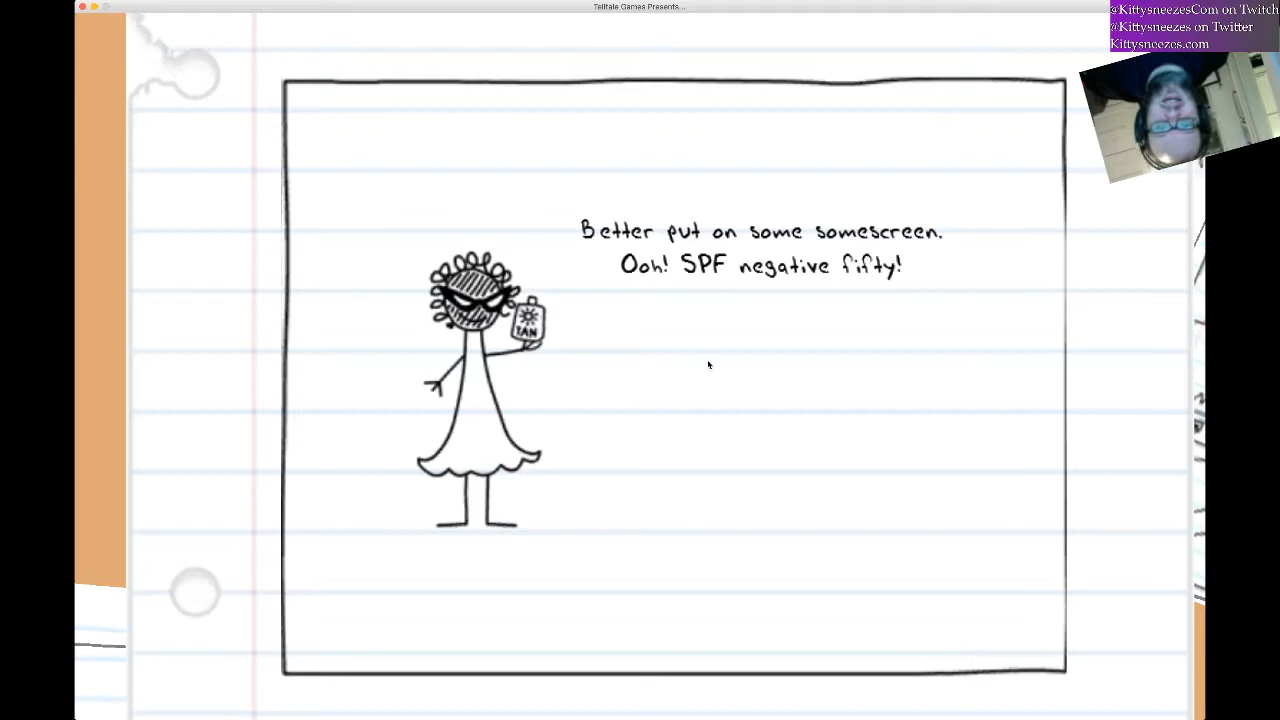 Telltale Games Presents...
@KittysneezesCom on Twitch
@Kittysneezes on Twitter
Kittysneezes.com
Better put on some somescreen.
Ooh! SPF negative fifty!
TAN